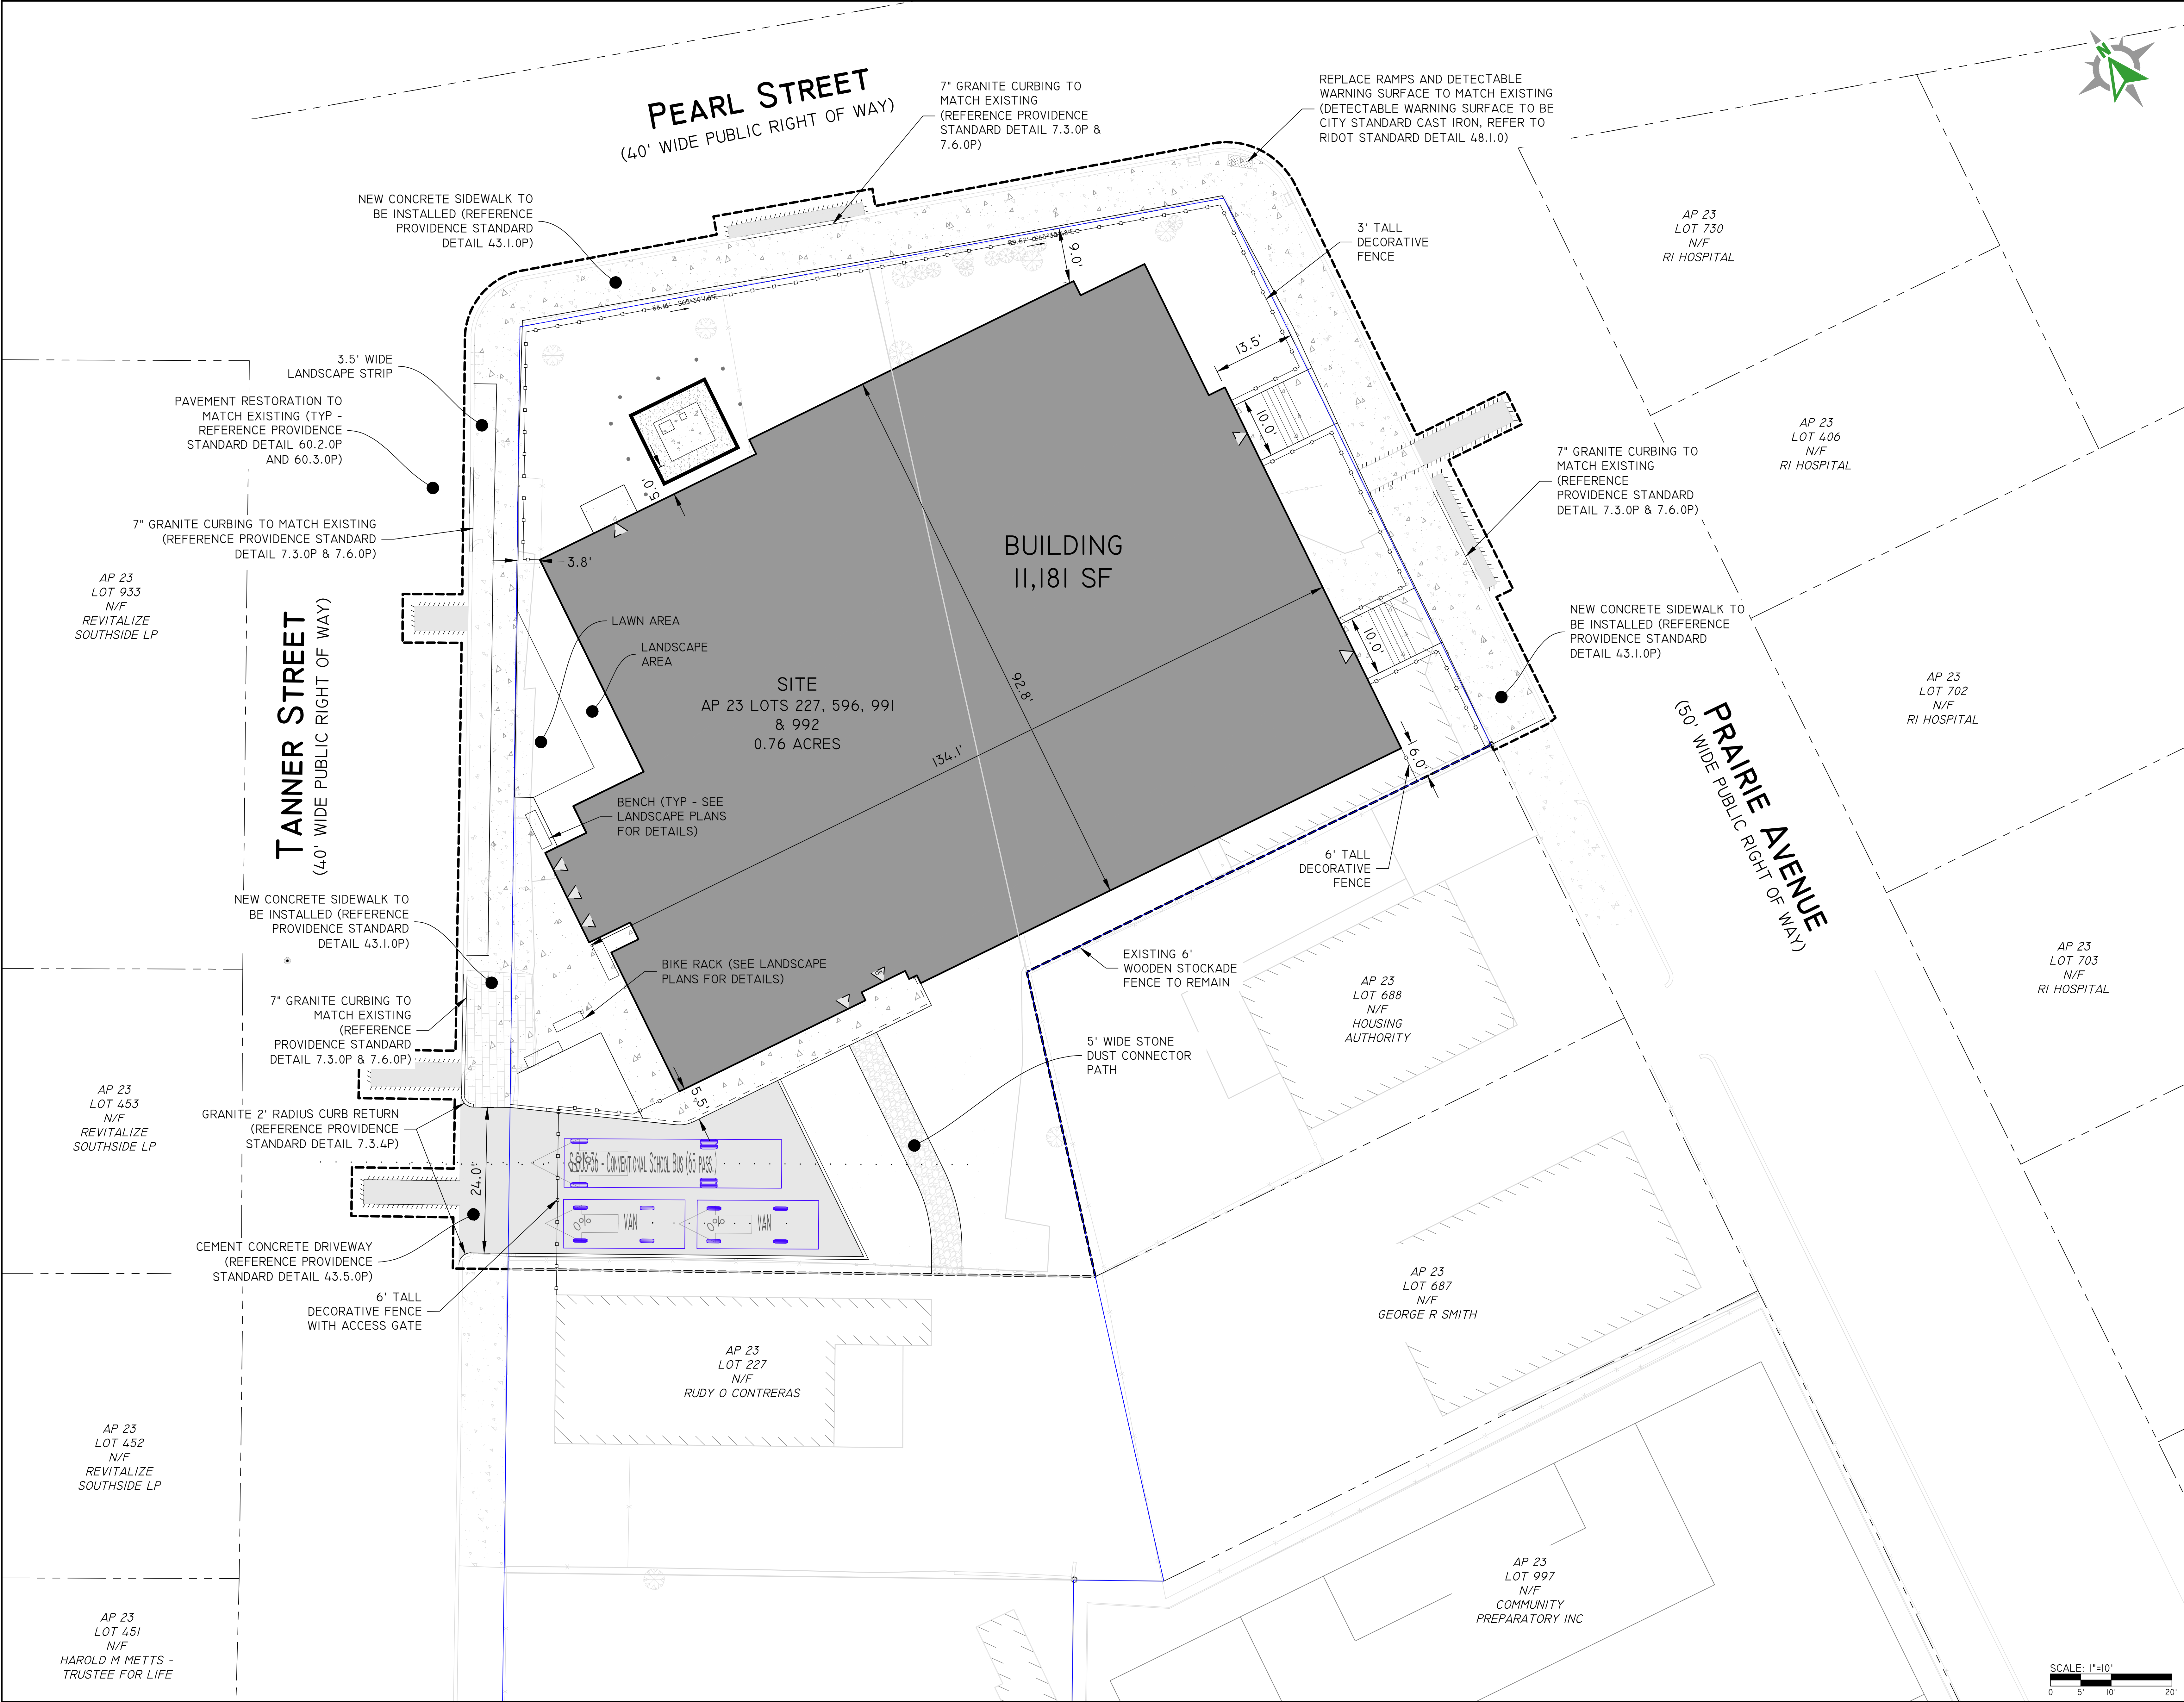 PEARL STREET
(40' WIDE PUBLIC RIGHT OF WAY)
7" GRANITE CURBING TO
MATCH EXISTING
(REFERENCE PROVIDENCE
STANDARD DETAIL 7.3.0P &
7.6.0P)
REPLACE RAMPS AND DETECTABLE
WARNING SURFACE TO MATCH EXISTING
(DETECTABLE WARNING SURFACE TO BE
CITY STANDARD CAST IRON, REFER TO
RIDOT STANDARD DETAIL 48.1.0)
N
NEW CONCRETE SIDEWALK TO
BE INSTALLED (REFERENCE
PROVIDENCE STANDARD
DETAIL 43.1.0P)
3' TALL
DECORATIVE
FENCE
AP 23
LOT 730
N/F
RI HOSPITAL
9.0'
13.5'
10.0'
3.5' WIDE
LANDSCAPE STRIP
PAVEMENT RESTORATION TO
MATCH EXISTING (TYP -
REFERENCE PROVIDENCE
STANDARD DETAIL 60.2.0P
AND 60.3.0P)
AP 23
LOT 406
N/F
RI HOSPITAL
7" GRANITE CURBING TO
MATCH EXISTING
(REFERENCE
PROVIDENCE STANDARD
DETAIL 7.3.0P & 7.6.0P)
5.0'
7" GRANITE CURBING TO MATCH EXISTING
(REFERENCE PROVIDENCE STANDARD
DETAIL 7.3.0P & 7.6.0P)
3.8'
BUILDING
11,181 SF
AP 23
LOT 933
N/F
REVITALIZE
SOUTHSIDE LP
TANNER STREET
(40' WIDE PUBLIC RIGHT OF WAY)
LAWN AREA
LANDSCAPE
AREA
NEW CONCRETE SIDEWALK TO
BE INSTALLED (REFERENCE
PROVIDENCE STANDARD
DETAIL 43.1.0P)
10.0'
SITE
AP 23 LOTS 227, 596, 991
& 992
0.76 ACRES
92.8'
134.1'
AP 23
LOT 702
N/F
RI HOSPITAL
PRAIRIE AVENUE
(50' WIDE PUBLIC RIGHT OF WAY)
6.0'
BENCH (TYP - SEE
LANDSCAPE PLANS
FOR DETAILS)
6' TALL
DECORATIVE
FENCE
NEW CONCRETE SIDEWALK TO
BE INSTALLED (REFERENCE
PROVIDENCE STANDARD
DETAIL 43.1.0P)
BIKE RACK (SEE LANDSCAPE
PLANS FOR DETAILS)
EXISTING 6'
WOODEN STOCKADE
FENCE TO REMAIN
AP 23
LOT 703
N/F
RI HOSPITAL
AP 23
LOT 688
N/F
HOUSING
AUTHORITY
7" GRANITE CURBING TO
MATCH EXISTING
(REFERENCE
PROVIDENCE STANDARD
DETAIL 7.3.0P & 7.6.0P)
5' WIDE STONE
DUST CONNECTOR
PATH
5.5'
AP 23
LOT 453
N/F
REVITALIZE
SOUTHSIDE LP
GRANITE 2' RADIUS CURB RETURN
(REFERENCE PROVIDENCE
STANDARD DETAIL 7.3.4P)
24.0'
S-BUS-36 - CONVENTIONAL SCHOOL BUS (65 PASS.)
VAN
VAN
CEMENT CONCRETE DRIVEWAY
(REFERENCE PROVIDENCE
STANDARD DETAIL 43.5.0P)
6' TALL
DECORATIVE FENCE
WITH ACCESS GATE
AP 23
LOT 687
N/F
GEORGE R SMITH
AP 23
LOT 227
N/F
RUDY O CONTRERAS
AP 23
LOT 452
N/F
REVITALIZE
SOUTHSIDE LP
AP 23
LOT 997
N/F
COMMUNITY
PREPARATORY INC
AP 23
LOT 451
N/F
HAROLD M METTS -
TRUSTEE FOR LIFE
SCALE: 1"=10'
0 5' 10' 20'